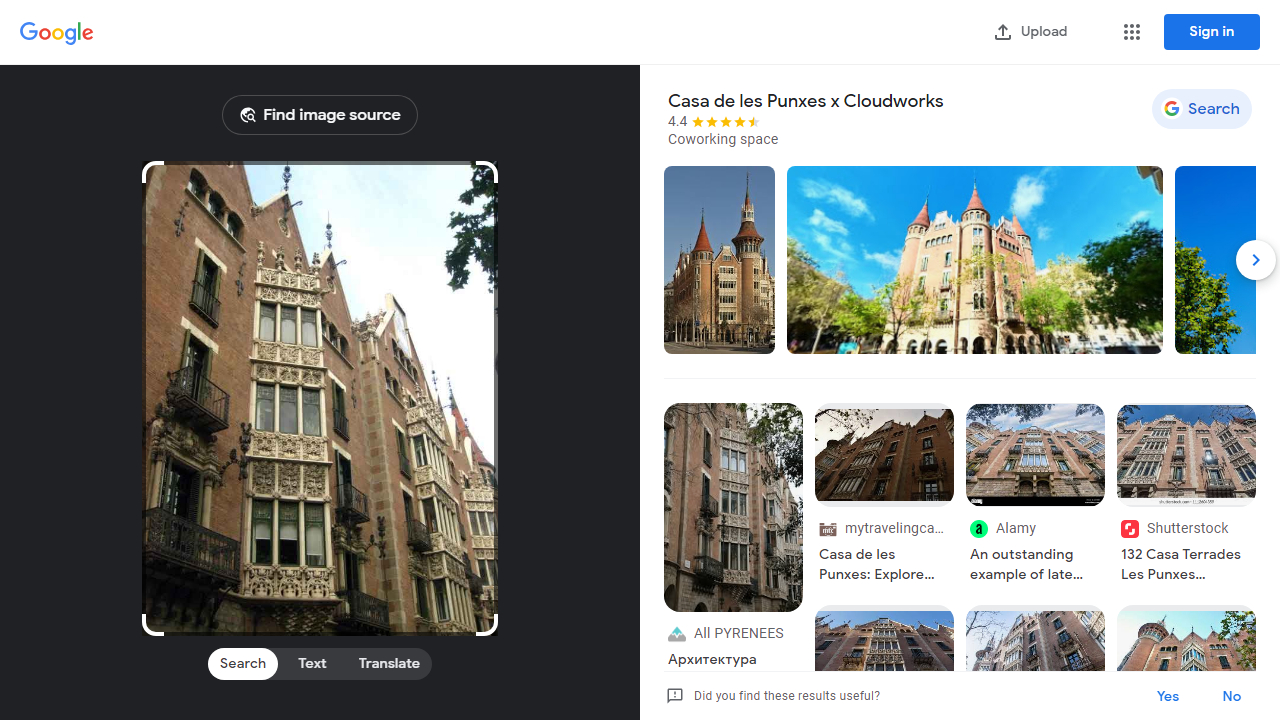 Google
Upload
Sign in
Find image source
Casa de les Punxes x Cloudworks
4.4
Coworking space
Search
mytravelingca...
Casa de les
Punxes: Explore...
Alamy
An outstanding
example of late...
Shutterstock
132 Casa Terrades
Les Punxes...
All PYRENEES
Архитектура
Search
Text
Translate
Did you find these results useful?
Yes
No